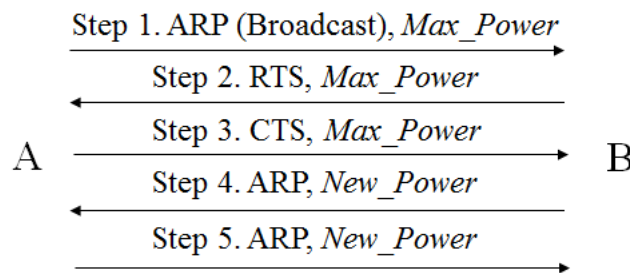 Step 1. ARP (Broadcast), Max_Power
Step 2. RTS, Max_Power
Step 3. CTS, Max_Power
A
B
Step 4. ARP, New_Power
Step 5. ARP, New_Power